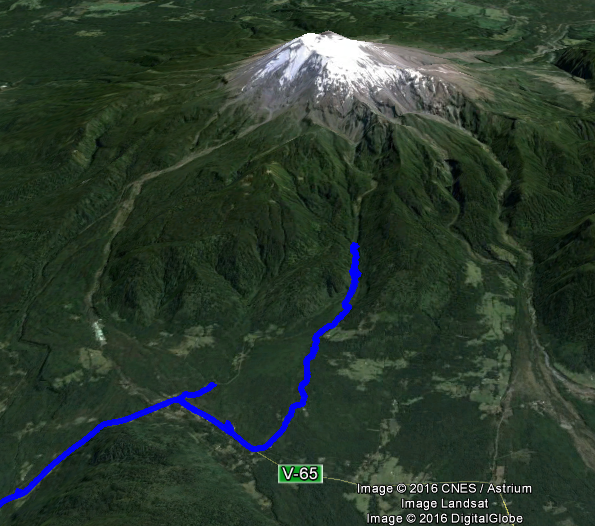 V-65
Image © 2016 CNES / Astrium
Image Landsat
Image © 2016 DigitalGlobe